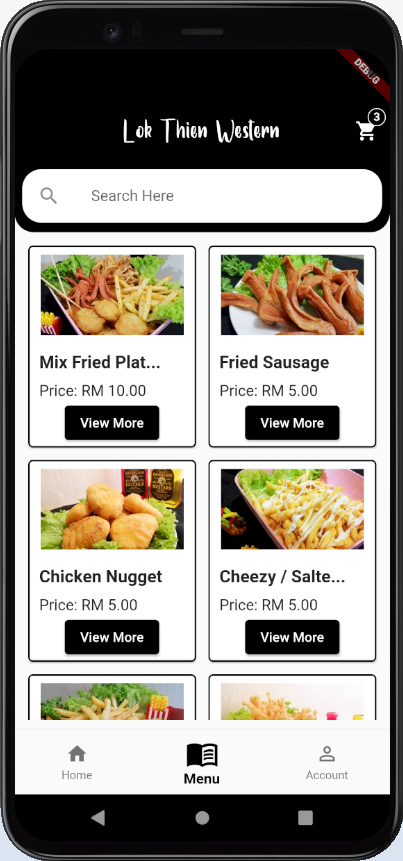 DEBUG
3
Lok Thien Western
Search Here
Mix Fried Plat...
Fried Sausage
Price: RM 10.00
Price: RM 5.00
View More
View More
Chicken Nugget
Cheezy / Salte...
Price: RM 5.00
Price: RM 5.00
View More
View More
Home
Menu
Account